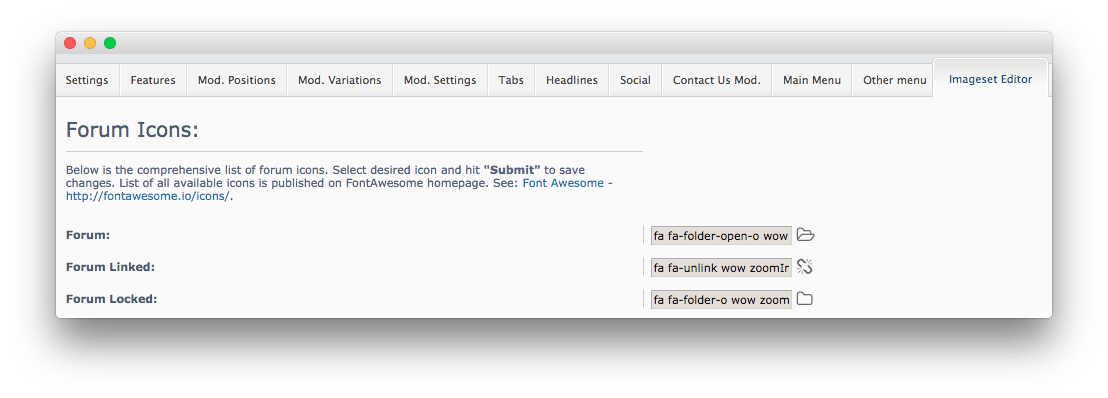 Settings Features Mod. Positions Mod. Variations Mod. Settings Tabs Headlines Social Contact Us Mod. Main Menu Other menu Imageset Editor
Forum Icons:
Below is the comprehensive list of forum icons. Select desired icon and hit "Submit" to save
changes. List of all available icons is published on FontAwesome homepage. See: Font Awesome -
http://fontawesome.io/icons/.
Forum: fa fa-folder-open-o wow
Forum Linked: fa fa-unlink wow zoomIr
Forum Locked: fa fa-folder-o wow zoom